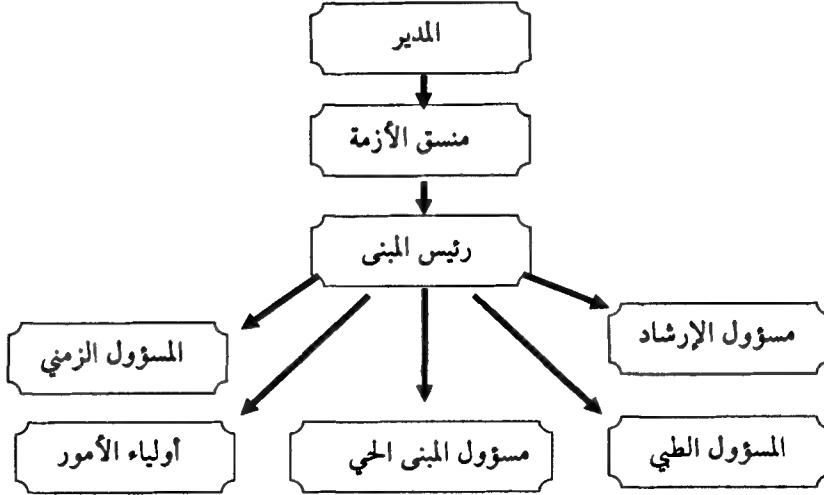 المدير
منسق الأزمة
رئيس المبنى
مسؤول الإرشاد
المسؤول الزمني
المسؤول الطبي
مسؤول المبنى الحي
أولياء الأمور